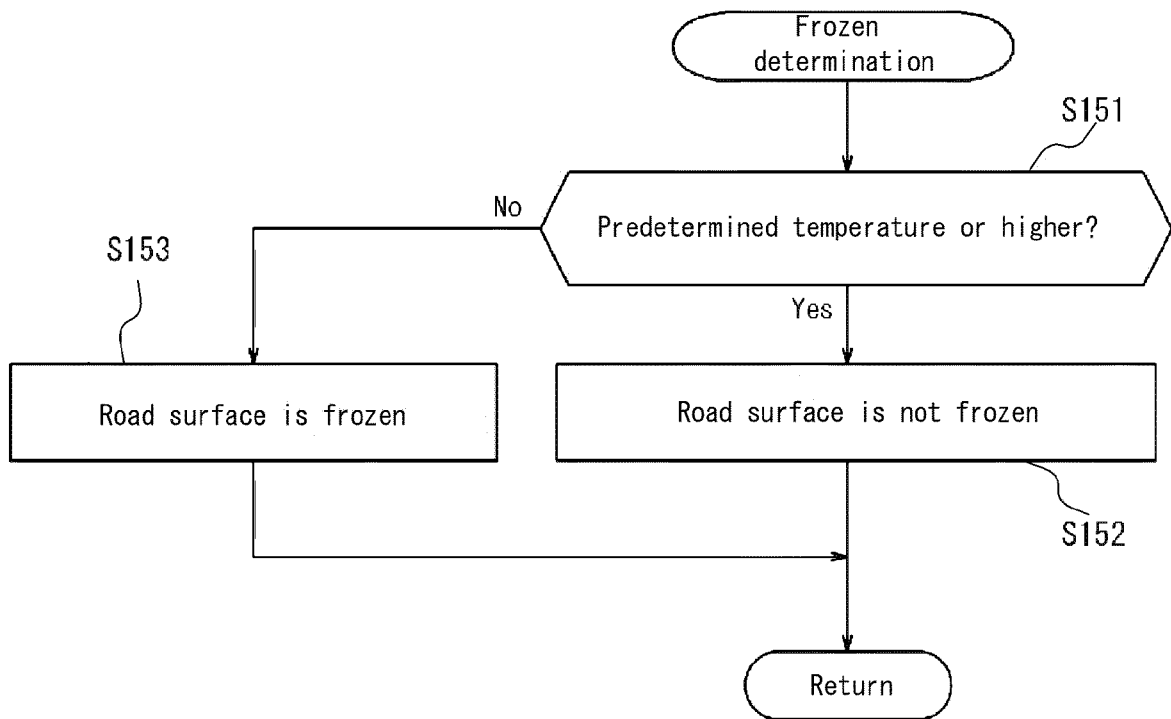 Frozen
determination
S151
No
Predetermined temperature or higher?
S153
Yes
Road surface is frozen
Road surface is not frozen
S152
Return